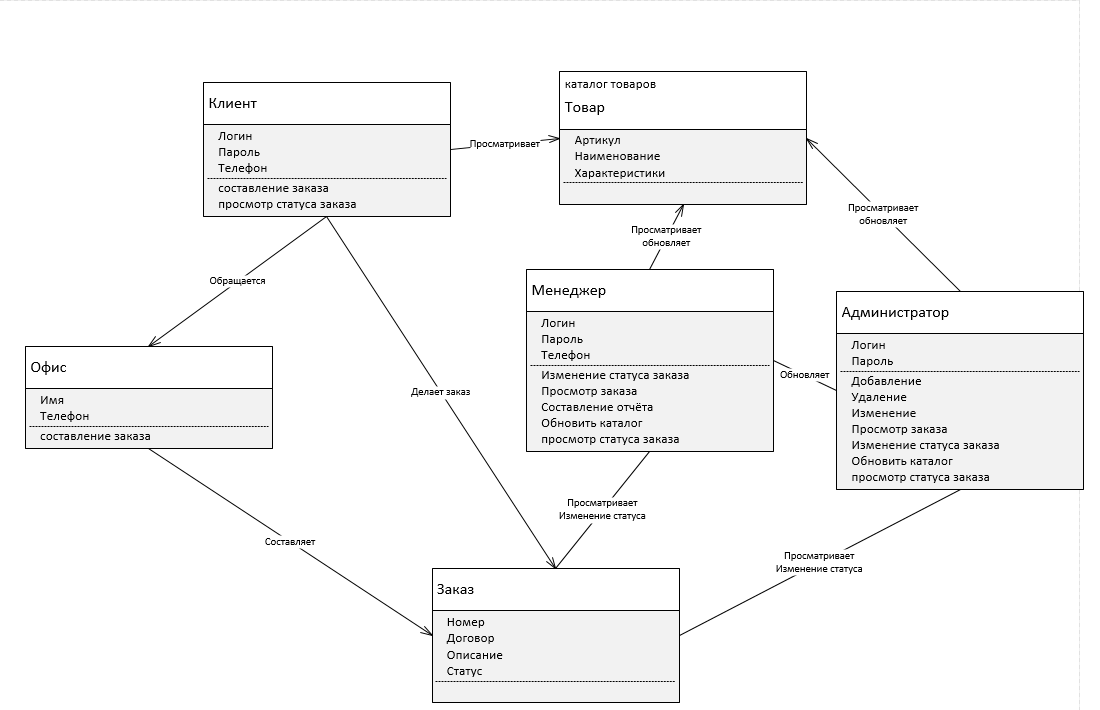 Клиент
Логин
Пароль
Телефон
составление заказа
просмотр статуса заказа
Просматривает
каталог товаров
Товар
Артикул
Наименование
Характеристики
Просматривает
обновляет
Просматривает
обновляет
Обращается
Менеджер
Логин
Пароль
Телефон
Изменение статуса заказа
Просмотр заказа
Составление отчёта
Обновить каталог
просмотр статуса заказа
Обновляет
Администратор
Логин
Пароль
Добавление
Удаление
Изменение
Просмотр заказа
Изменение статуса заказа
Обновить каталог
просмотр статуса заказа
Офис
Имя
Телефон
составление заказа
Делает заказ
Просматривает
Изменение статуса
Составляет
Просматривает
Изменение статуса
Заказ
Номер
Договор
Описание
Статус